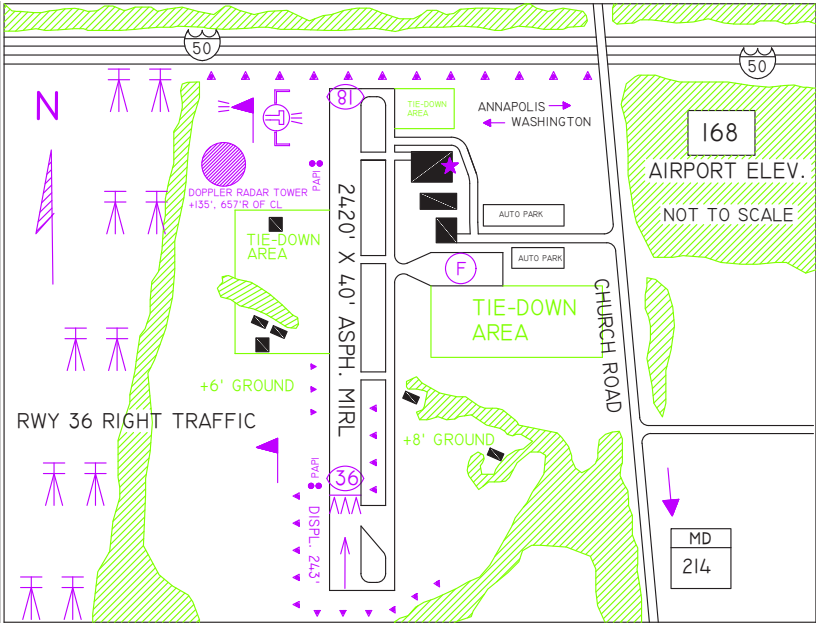 50
50
N
18
TIE-DOWN
AREA
ANNAPOLIS
WASHINGTON
168
AIRPORT ELEV.
NOT TO SCALE
PAPI
DOPPLER RADAR TOWER
+135', 657'R OF CL
2420' X 40' ASPH. MIRL
AUTO PARK
TIE-DOWN
AREA
AUTO PARK
F
CHURCH ROAD
TIE-DOWN
AREA
+6' GROUND
RWY 36 RIGHT TRAFFIC
+8' GROUND
PAPI
36
DISPL. 243'
MD
214